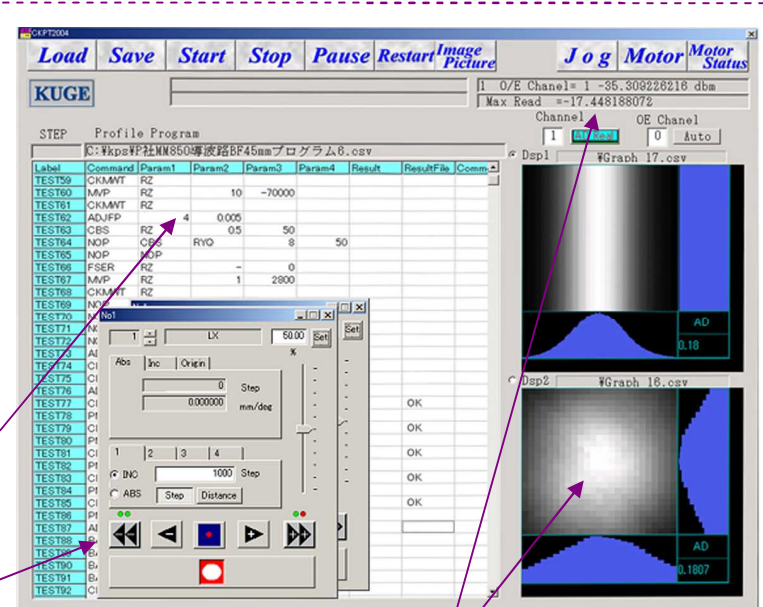 CKPT2004
Load Save Start Stop Pause Restart Image Picture Jog Motor Motor Status
KUGE
1 O/E Chanel= 1 -35.309226216 dbm
Max Read =-17.448188072
Channel OE Chanel
1 AD Read 0 Auto
STEP Profile Program
C:¥kps¥P社MM850導波路BF45mmプログラム6.csv
Dsp1 ¥Graph 17.csv
Label Command Param1 Param2 Param3 Param4 Result ResultFile Comm
TEST59 CKMWT RZ
TEST60 MVP RZ 10 -70000
TEST61 CKMWT RZ
TEST62 ADJFP 4 0.005
TEST63 CBS RZ 0.5 50
TEST64 NOP CBS RYO 8 50
TEST65 NOP NOP
TEST66 FSER RZ - 0
TEST67 MVP RZ 1 2800
TEST68 CKMWT RZ
TEST69 NOP
TEST70
TEST71
TEST72
TEST73
TEST74
TEST75
TEST76
TEST77 OK
TEST78
TEST79 OK
TEST80
TEST81 OK
TEST82
TEST83 OK
TEST84
TEST85 OK
TEST86
TEST87
TEST88
TEST89
TEST90
TEST91
TEST92
No1
1 LX 50.00 Set
%
Set
Abs Inc Origin
0 Step
0.000000 mm/deg
1 2 3 4
INC 1000 Step
ABS Step Distance
AD
0.18
Dsp2 ¥Graph 16.csv
AD
0.1807